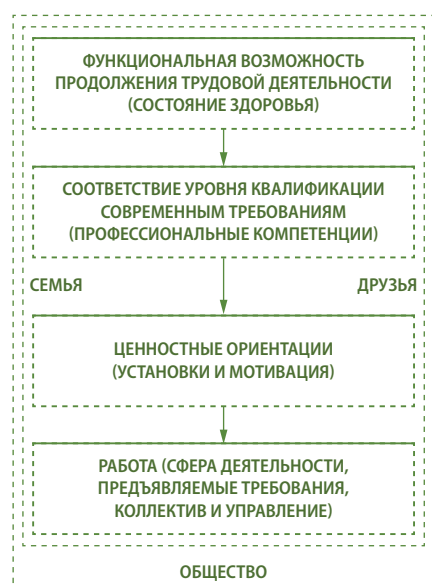 ФУНКЦИОНАЛЬНАЯ ВОЗМОЖНОСТЬ
ПРОДОЛЖЕНИЯ ТРУДОВОЙ ДЕЯТЕЛЬНОСТИ
(СОСТОЯНИЕ ЗДОРОВЬЯ)
СООТВЕТСТВИЕ УРОВНЯ КВАЛИФИКАЦИИ
СОВРЕМЕННЫМ ТРЕБОВАНИЯМ
(ПРОФЕССИОНАЛЬНЫЕ КОМПЕТЕНЦИИ)
СЕМЬЯ
ДРУЗЬЯ
ЦЕННОСТНЫЕ ОРИЕНТАЦИИ
(УСТАНОВКИ И МОТИВАЦИЯ)
РАБОТА (СФЕРА ДЕЯТЕЛЬНОСТИ,
ПРЕДЪЯВЛЯЕМЫЕ ТРЕБОВАНИЯ,
КОЛЛЕКТИВ И УПРАВЛЕНИЕ)
ОБЩЕСТВО